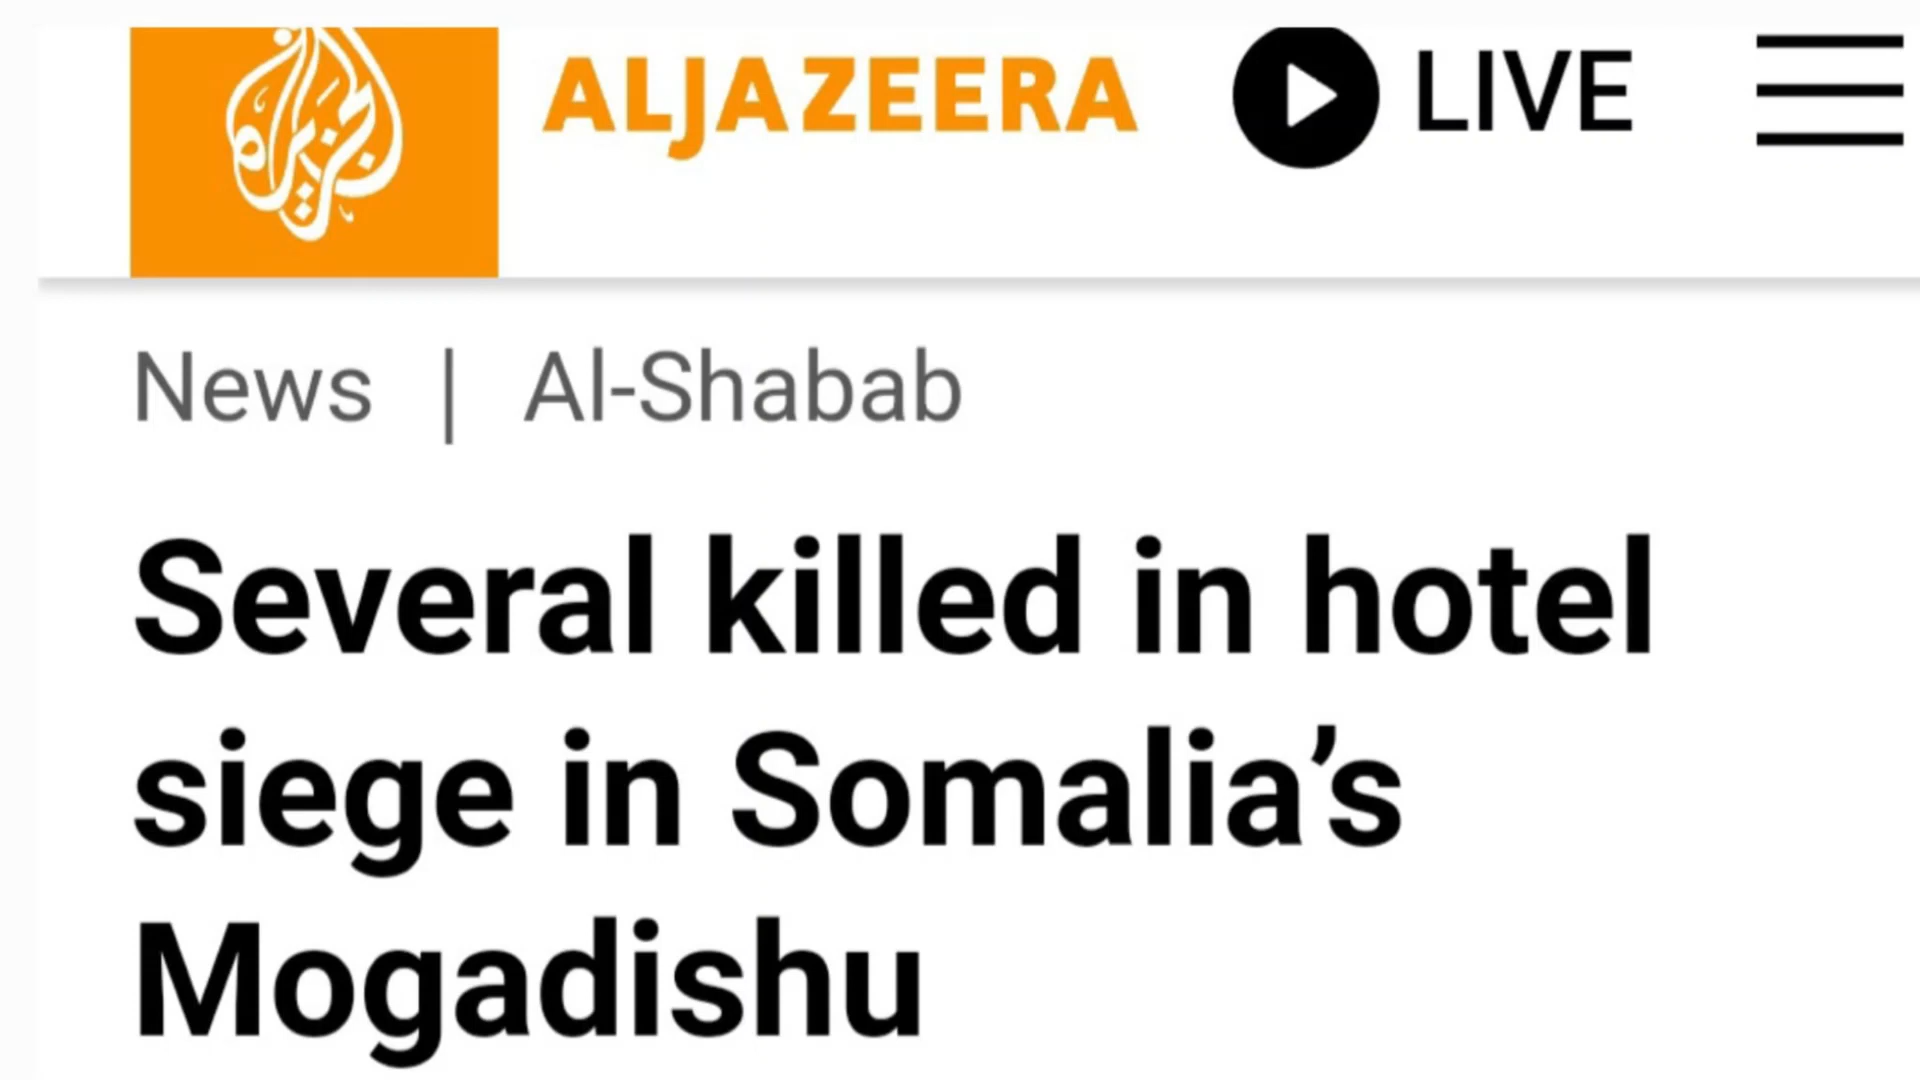 الجزيرة
ALJAZEERA LIVE
News | Al-Shabab
Several killed in hotel
siege in Somalia’s
Mogadishu